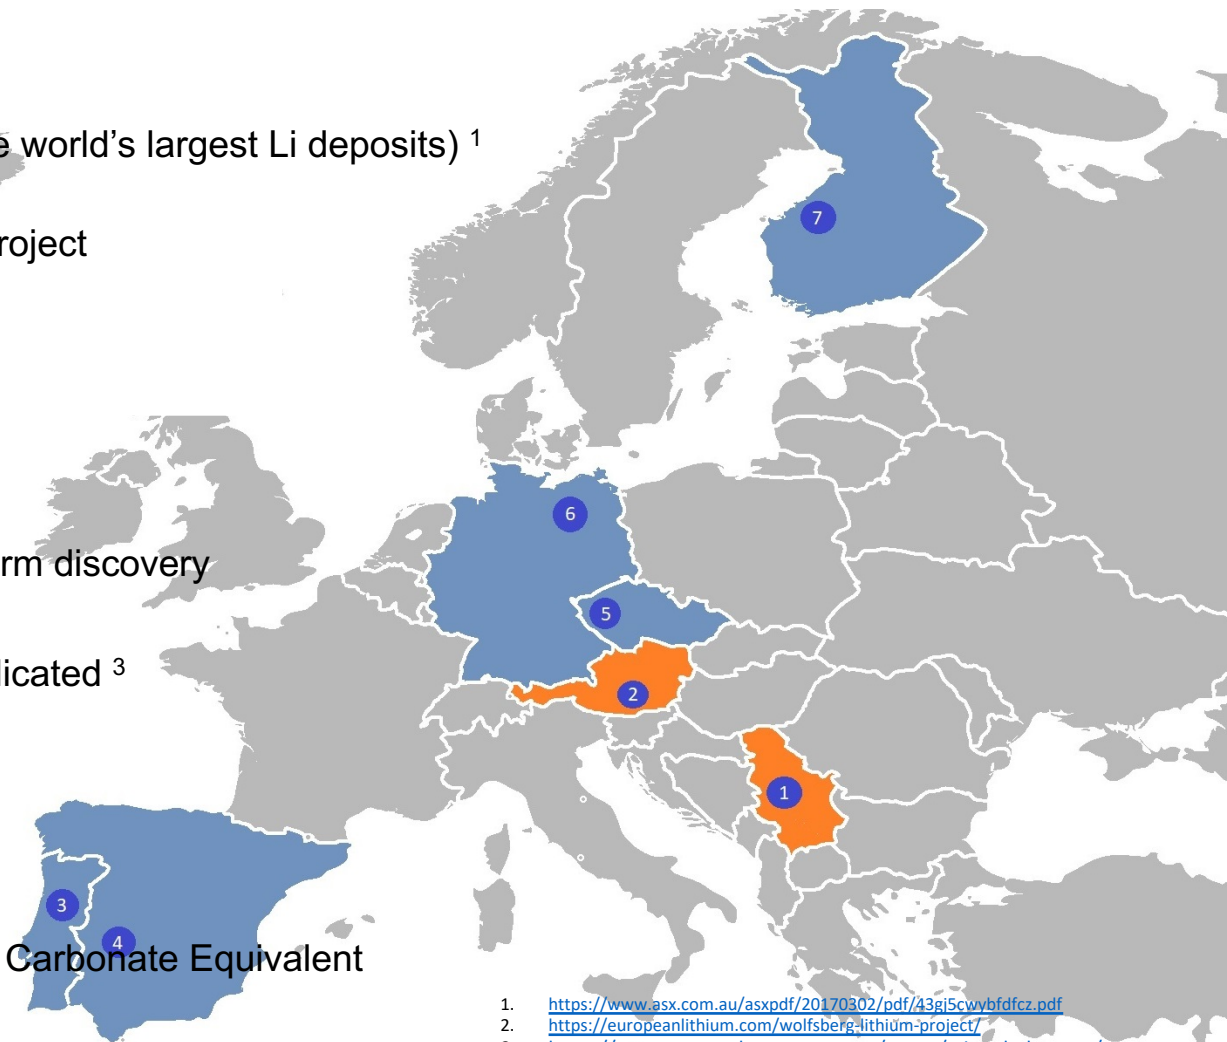 e world’s largest Li deposits) 1
roject
7
6
rm discovery
5
licated 3
2
1
3
4
Carbonate Equivalent
1. https://www.asx.com.au/asxpdf/20170302/pdf/43gj5cwybfdfcz.pdf
2. https://europeanlithium.com/wolfsberg-lithium-project/